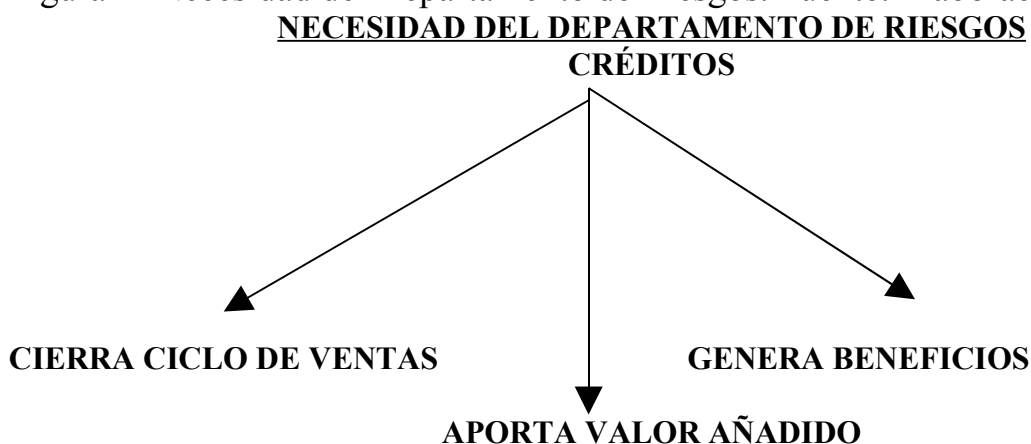 NECESIDAD DEL DEPARTAMENTO DE RIESGOS
CRÉDITOS
CIERRA CICLO DE VENTAS
GENERA BENEFICIOS
APORTA VALOR AÑADIDO